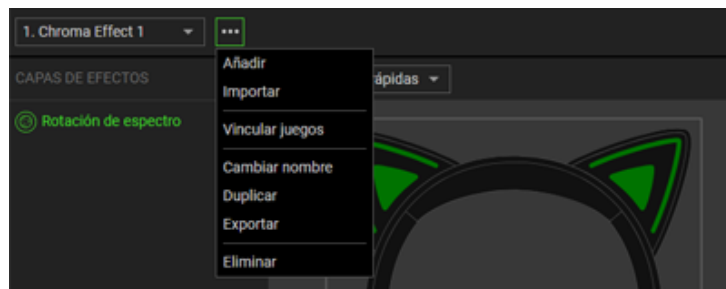 1. Chroma Effect 1
CAPAS DE EFECTOS
Rotación de espectro
Añadir
Importar
Vincular juegos
Cambiar nombre
Duplicar
Exportar
Eliminar
ápidas